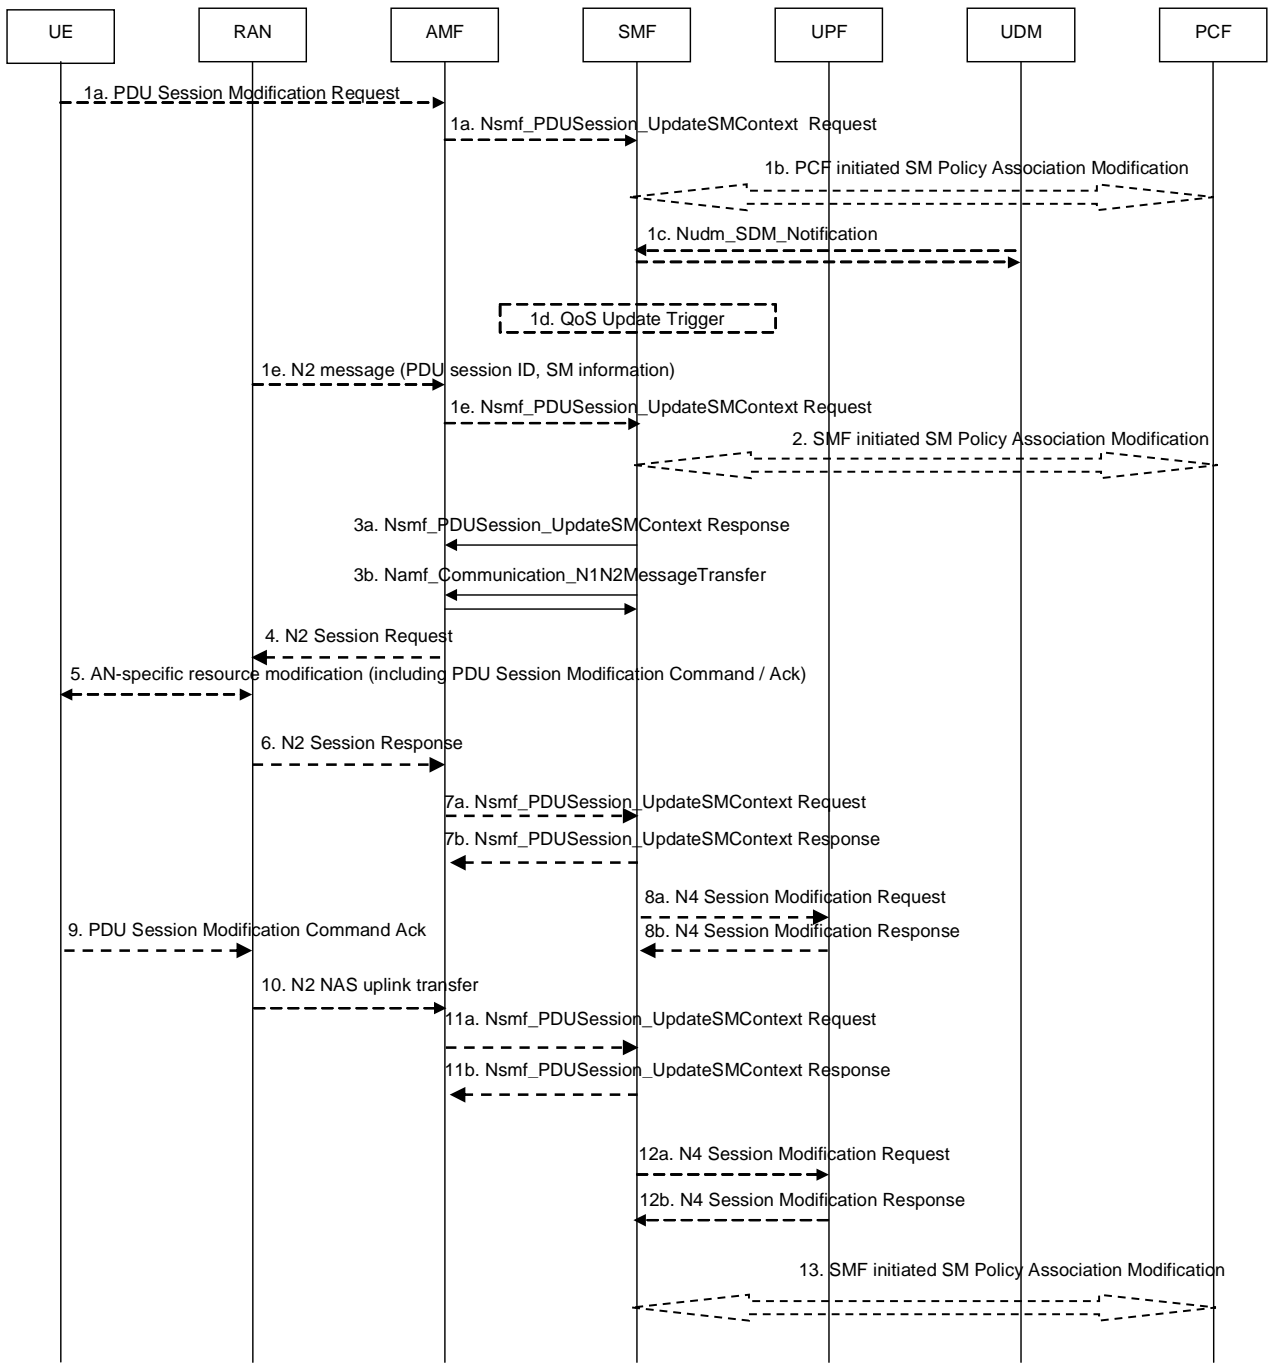 UE RAN AMF SMF UPF UDM PCF
1a. PDU Session Modification Request
1a. Nsmf_PDUSession_UpdateSMContext Request
1b. PCF initiated SM Policy Association Modification
1c. Nudm_SDM_Notification
1d. QoS Update Trigger
1e. N2 message (PDU session ID, SM information)
1e. Nsmf_PDUSession_UpdateSMContext Request
2. SMF initiated SM Policy Association Modification
3a. Nsmf_PDUSession_UpdateSMContext Response
3b. Namf_Communication_N1N2MessageTransfer
4. N2 Session Request
5. AN-specific resource modification (including PDU Session Modification Command / Ack)
6. N2 Session Response
7a. Nsmf_PDUSession_UpdateSMContext Request
7b. Nsmf_PDUSession_UpdateSMContext Response
8a. N4 Session Modification Request
9. PDU Session Modification Command Ack
8b. N4 Session Modification Response
10. N2 NAS uplink transfer
11a. Nsmf_PDUSession_UpdateSMContext Request
11b. Nsmf_PDUSession_UpdateSMContext Response
12a. N4 Session Modification Request
12b. N4 Session Modification Response
13. SMF initiated SM Policy Association Modification